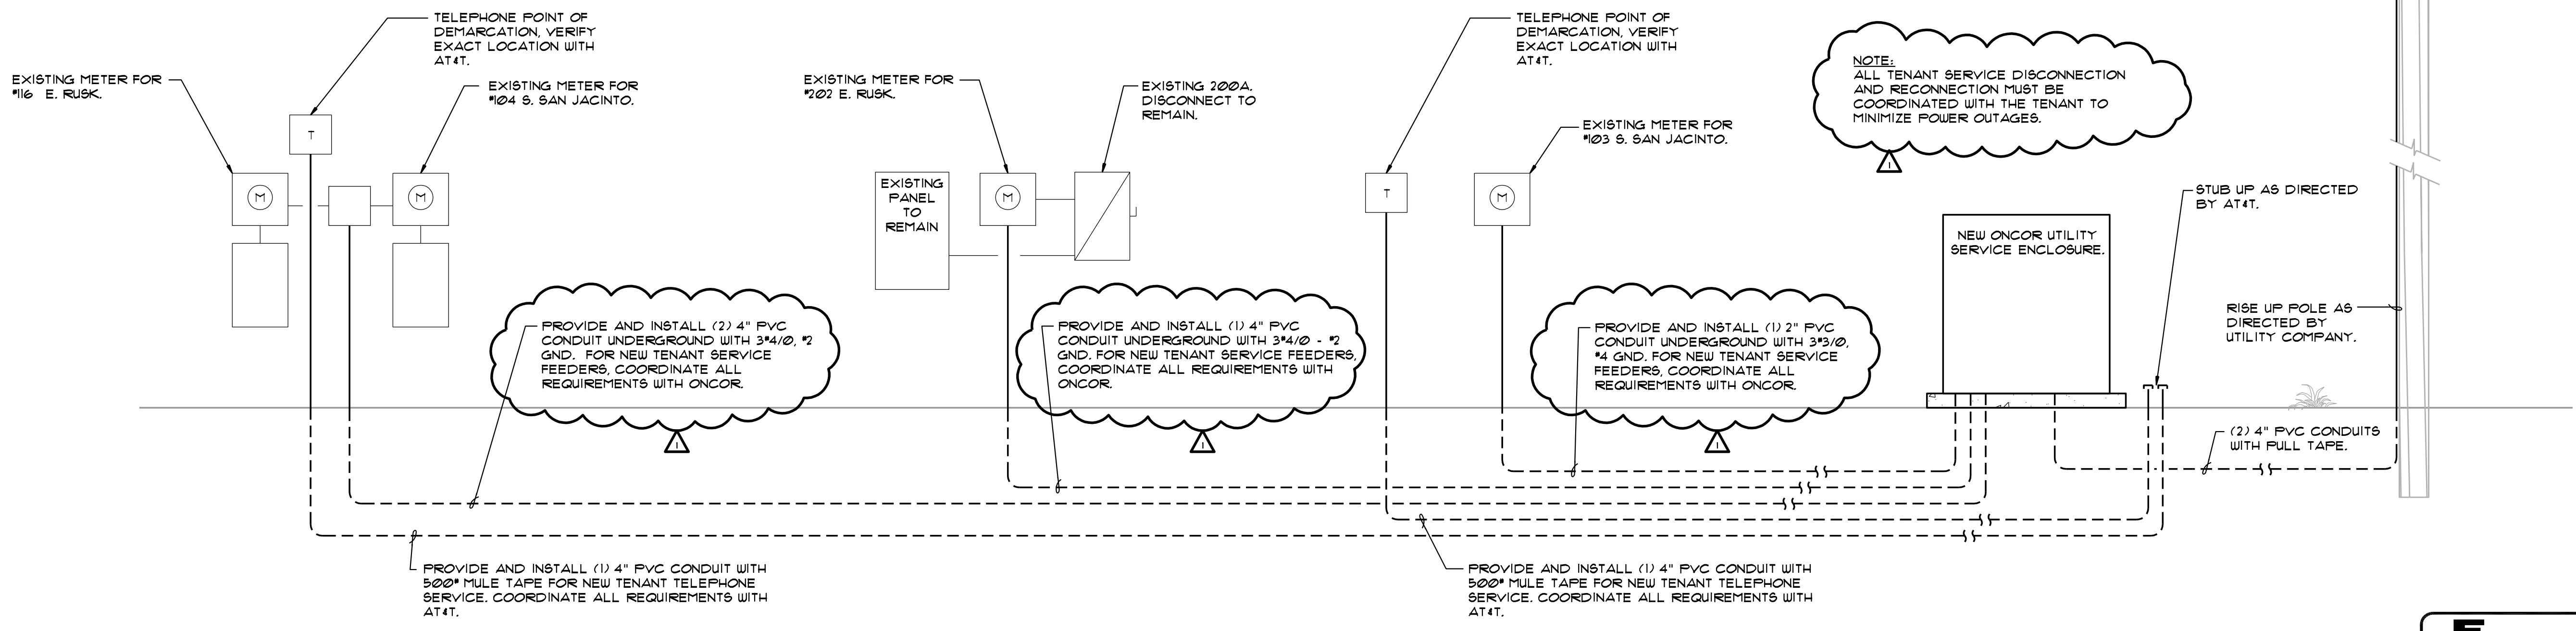 TELEPHONE POINT OF
DEMARCATION, VERIFY
EXACT LOCATION WITH
AT&T.
EXISTING METER FOR
#116 E. RUSK.
EXISTING METER FOR
#104 S. SAN JACINTO.
T
M
M
EXISTING METER FOR
#202 E. RUSK.
EXISTING 200A.
DISCONNECT TO
REMAIN.
EXISTING
PANEL
TO
REMAIN
M
TELEPHONE POINT OF
DEMARCATION, VERIFY
EXACT LOCATION WITH
AT&T.
EXISTING METER FOR
#103 S. SAN JACINTO.
T
M
NOTE:
ALL TENANT SERVICE DISCONNECTION
AND RECONNECTION MUST BE
COORDINATED WITH THE TENANT TO
MINIMIZE POWER OUTAGES.
1
STUB UP AS DIRECTED
BY AT&T.
NEW ONCOR UTILITY
SERVICE ENCLOSURE.
RISE UP POLE AS
DIRECTED BY
UTILITY COMPANY.
PROVIDE AND INSTALL (2) 4" PVC
CONDUIT UNDERGROUND WITH 3#4/0, #2
GND. FOR NEW TENANT SERVICE
FEEDERS, COORDINATE ALL
REQUIREMENTS WITH ONCOR.
1
PROVIDE AND INSTALL (1) 4" PVC
CONDUIT UNDERGROUND WITH 3#4/0 - #2
GND. FOR NEW TENANT SERVICE FEEDERS,
COORDINATE ALL REQUIREMENTS WITH
ONCOR.
1
PROVIDE AND INSTALL (1) 2" PVC
CONDUIT UNDERGROUND WITH 3#3/0,
#4 GND. FOR NEW TENANT SERVICE
FEEDERS, COORDINATE ALL
REQUIREMENTS WITH ONCOR.
1
(2) 4" PVC CONDUITS
WITH PULL TAPE.
PROVIDE AND INSTALL (1) 4" PVC CONDUIT WITH
500# MULE TAPE FOR NEW TENANT TELEPHONE
SERVICE. COORDINATE ALL REQUIREMENTS WITH
AT&T.
PROVIDE AND INSTALL (1) 4" PVC CONDUIT WITH
500# MULE TAPE FOR NEW TENANT TELEPHONE
SERVICE. COORDINATE ALL REQUIREMENTS WITH
AT&T.